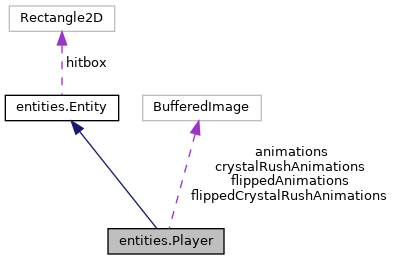 Rectangle2D
hitbox
entities.Entity
BufferedImage
animations
crystalRushAnimations
flippedAnimations
flippedCrystalRushAnimations
entities.Player